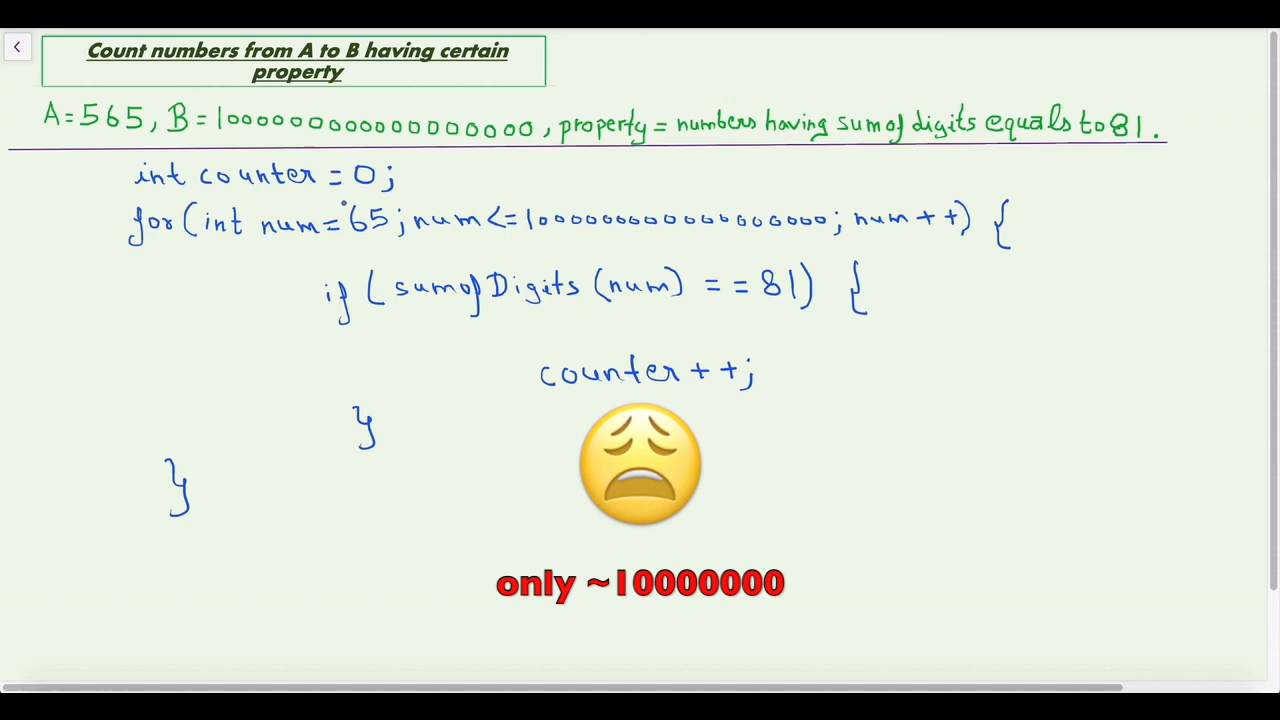 Count numbers from A to B having certain
property
A=565, B=1000000000000000000, property = numbers having sum of digits equals to 81.
int counter = 0;
for(int num=65; num<=1000000000000000000; num++) {
if (sumofDigits(num) == 81) {
counter++;
}
}
only ~10000000